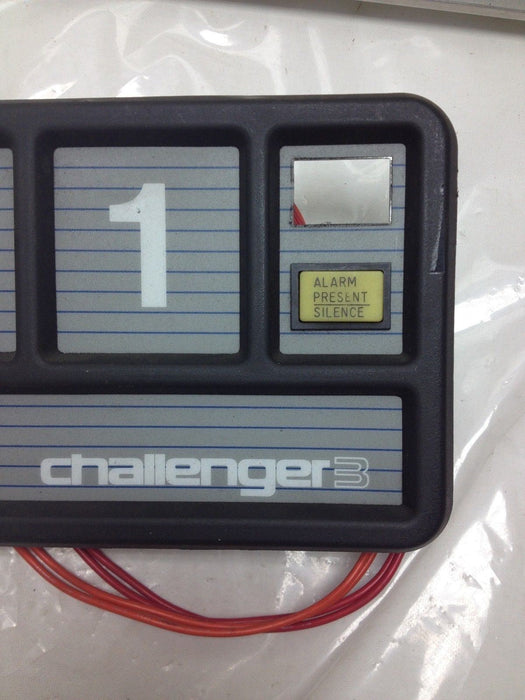 1
ALARM
PRESENT
SILENCE
challenger3